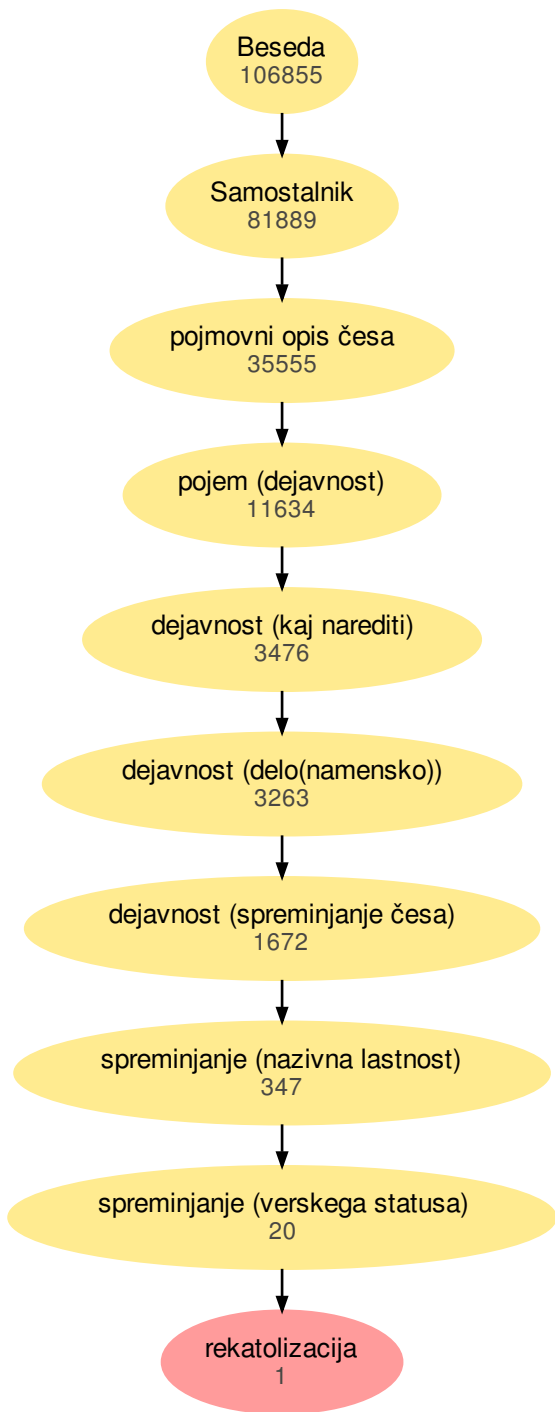 Beseda
106855
Samostalnik
81889
pojmovni opis česa
35555
pojem (dejavnost)
11634
dejavnost (kaj narediti)
3476
dejavnost (delo(namensko))
3263
dejavnost (spreminjanje česa)
1672
spreminjanje (nazivna lastnost)
347
spreminjanje (verskega statusa)
20
rekatolizacija
1